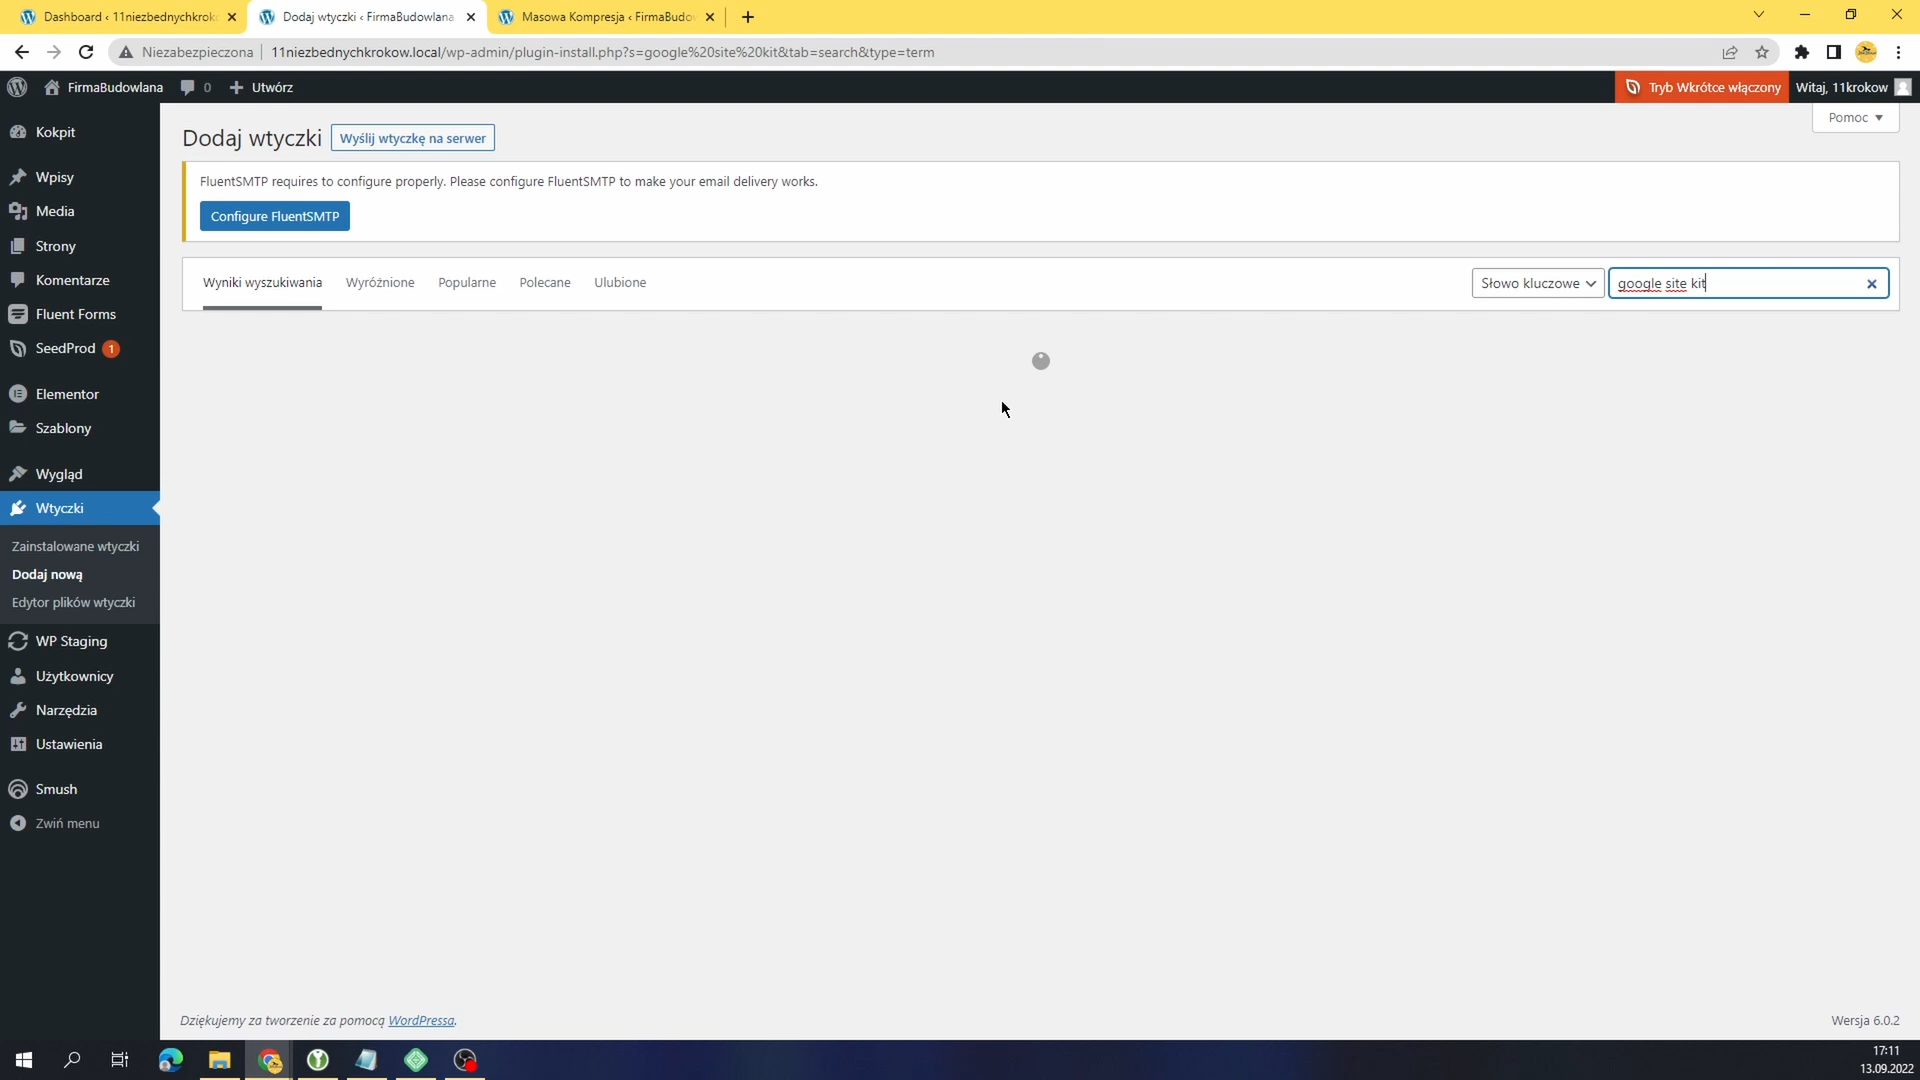 Dashboard ‹ 11niezbednychkrok
Dodaj wtyczki ‹ FirmaBudowlana
Masowa Kompresja ‹ FirmaBudo
Niezabezpieczona
11niezbednychkrokow.local/wp-admin/plugin-install.php?s=google%20site%20kit&tab=search&type=term
FirmaBudowlana
0
Utwórz
Tryb Wkrótce włączony
Witaj, 11krokow
Kokpit
Wpisy
Media
Strony
Komentarze
Fluent Forms
SeedProd 1
Elementor
Szablony
Wygląd
Wtyczki
Zainstalowane wtyczki
Dodaj nową
Edytor plików wtyczki
WP Staging
Użytkownicy
Narzędzia
Ustawienia
Smush
Zwiń menu
Pomoc
Dodaj wtyczki
Wyślij wtyczkę na serwer
FluentSMTP requires to configure properly. Please configure FluentSMTP to make your email delivery works.
Configure FluentSMTP
Wyniki wyszukiwania
Wyróżnione
Popularne
Polecane
Ulubione
Słowo kluczowe
google site kit
Dziękujemy za tworzenie za pomocą WordPressa.
Wersja 6.0.2
17:11
13.09.2022